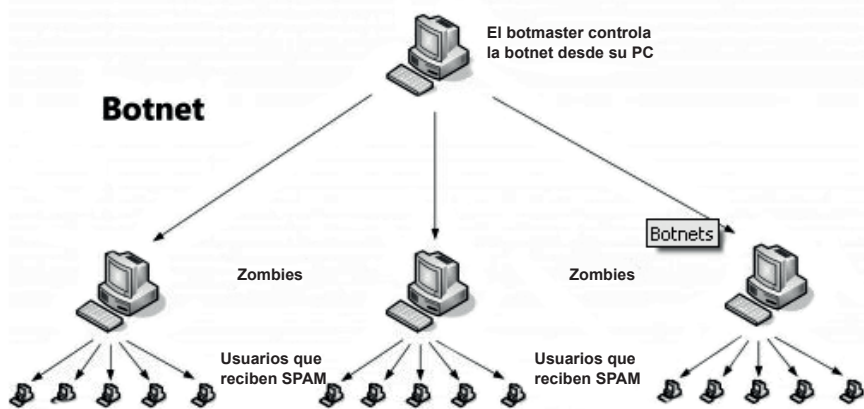 El botmaster controla
la botnet desde su PC
Botnet
Botnets
Zombies
Zombies
Usuarios que
reciben SPAM
Usuarios que
reciben SPAM